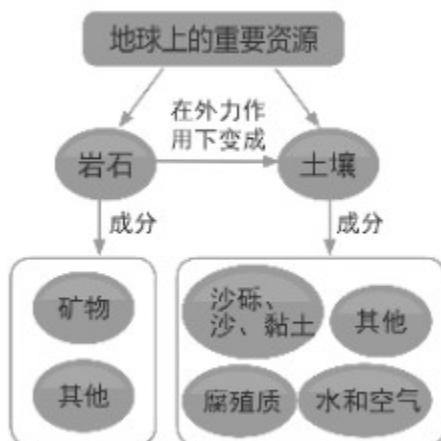 地球上的重要资源
在外力作
用下变成
岩石
土壤
成分
成分
矿物
其他
沙砾、
沙、黏土
其他
腐殖质
水和空气